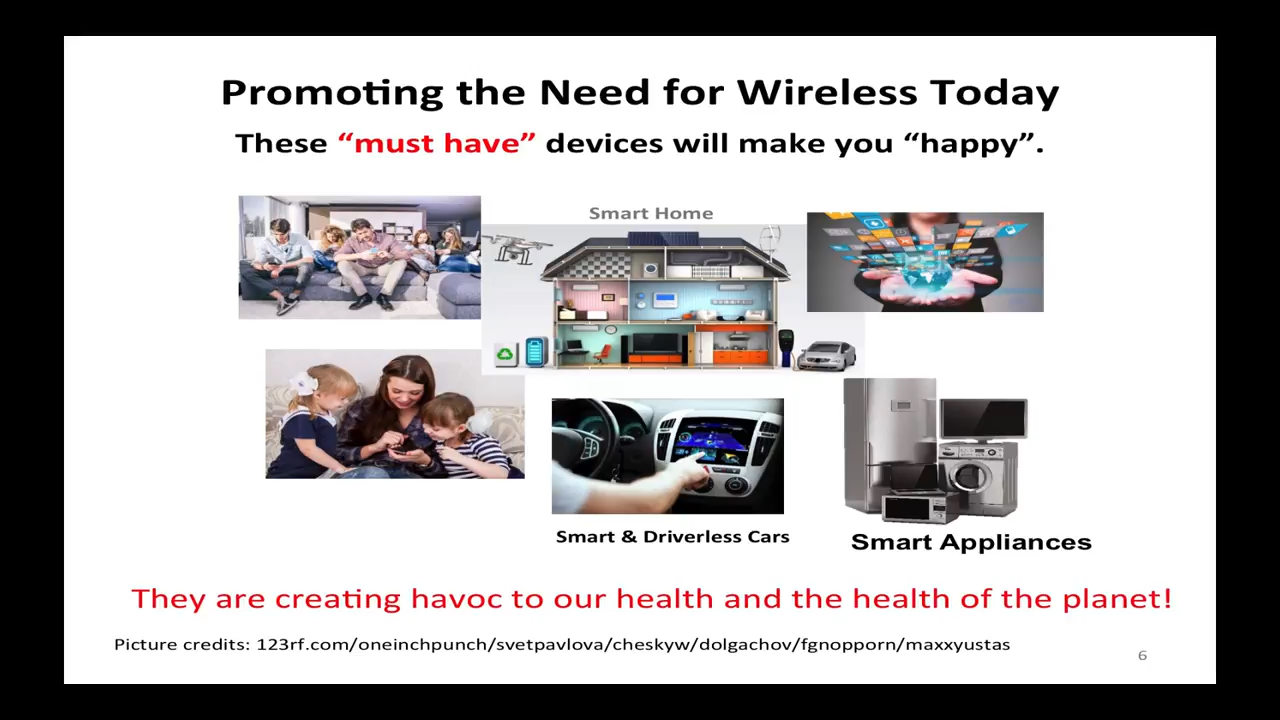 Promoting the Need for Wireless Today
These “must have” devices will make you “happy”.
Smart Home
Smart & Driverless Cars
Smart Appliances
They are creating havoc to our health and the health of the planet!
Picture credits: 123rf.com/oneinchpunch/svetpavlova/cheskyw/dolgachov/fgnopporn/maxxyustas
6